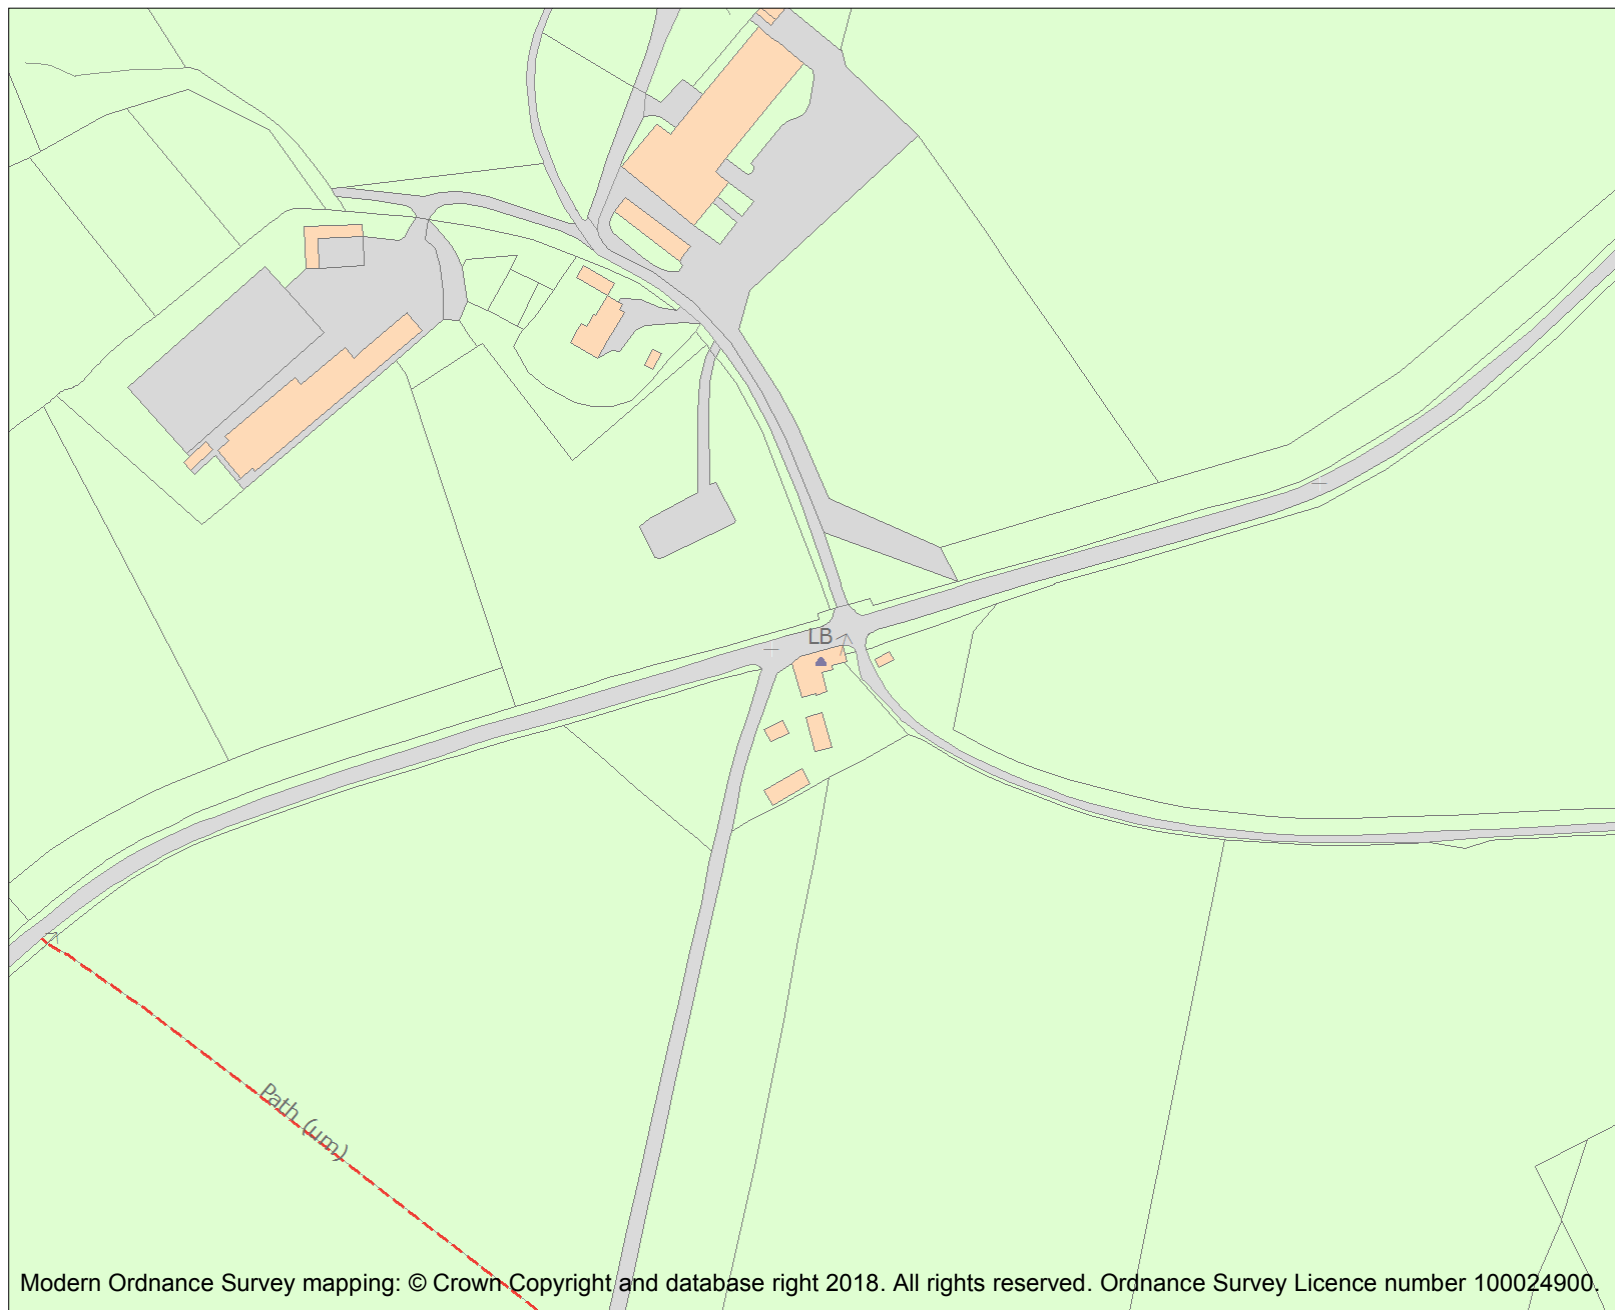 LB
Path (um)
Modern Ordnance Survey mapping: © Crown Copyright and database right 2018. All rights reserved. Ordnance Survey Licence number 100024900.